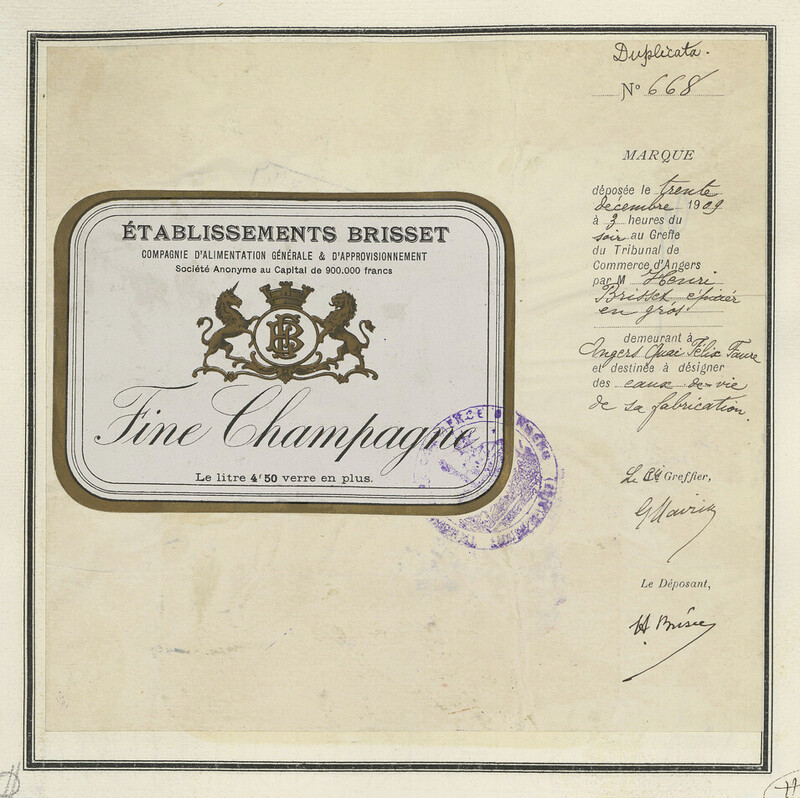 Duplicata.
N° 668
MARQUE
déposée le trente
décembre 1909
à 3 heures du
soir au Greffe
du Tribunal de
Commerce d'Angers
par M Henri
Brisset épicier
en gros
demeurant à
Angers Quai Félix Faure
et destinée à désigner
des eaux-de-vie
de sa fabrication.
Le Greffier,
Le Déposant,
H Brisset
ÉTABLISSEMENTS BRISSET
COMPAGNIE D'ALIMENTATION GÉNÉRALE & D'APPROVISIONNEMENT
Société Anonyme au Capital de 900.000 francs
Fine Champagne
Le litre 4f50 verre en plus.